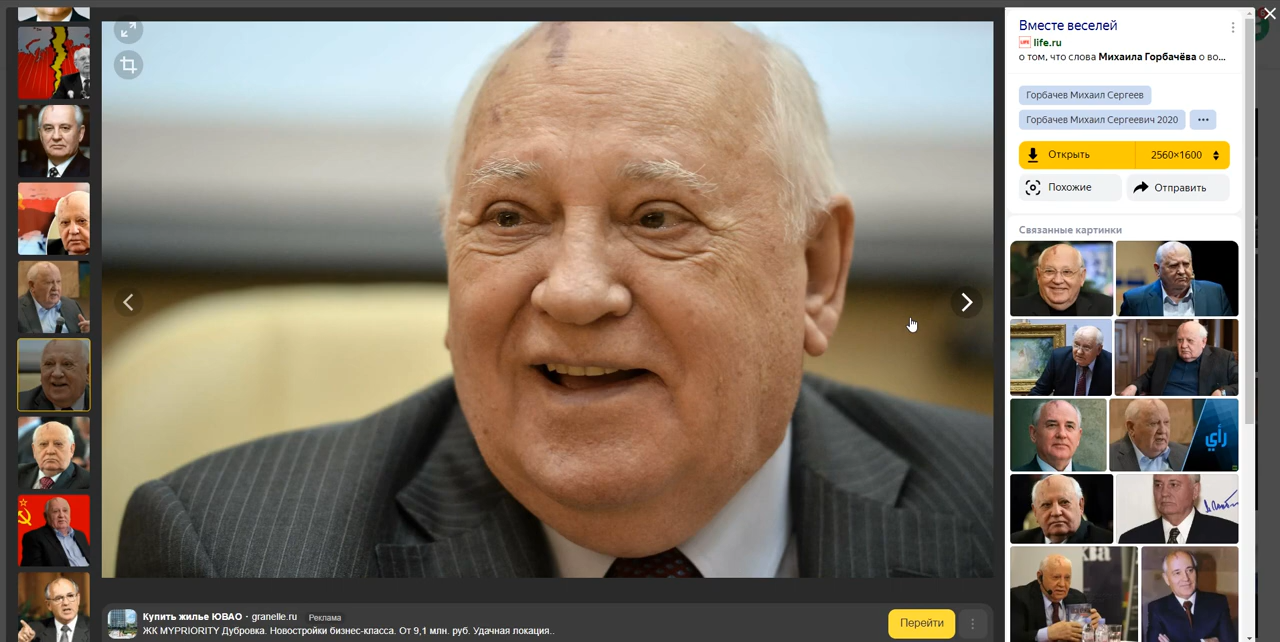 Вместе веселей
life.ru
о том, что слова Михаила Горбачёва о во...
Горбачев Михаил Сергеев
Горбачев Михаил Сергеевич 2020
Открыть
2560×1600
Похожие
Отправить
Связанные картинки
رأي
Купить жилье ЮВАО · granelle.ru Реклама
ЖК MYPRIORITY Дубровка. Новостройки бизнес-класса. От 9,1 млн. руб. Удачная локация..
Перейти